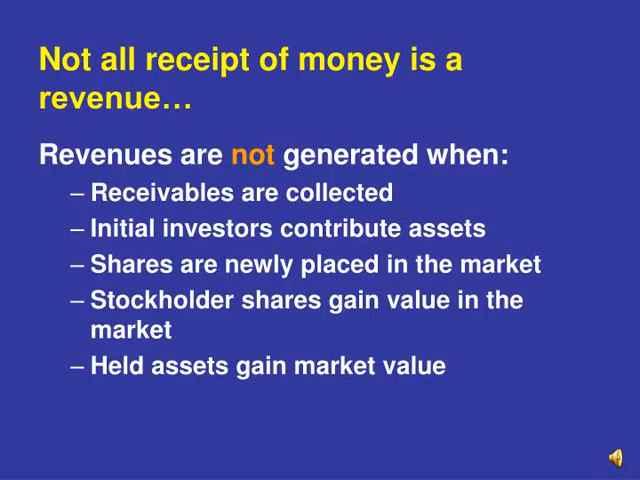 Not all receipt of money is a
revenue…
Revenues are not generated when:
– Receivables are collected
– Initial investors contribute assets
– Shares are newly placed in the market
– Stockholder shares gain value in the
market
– Held assets gain market value